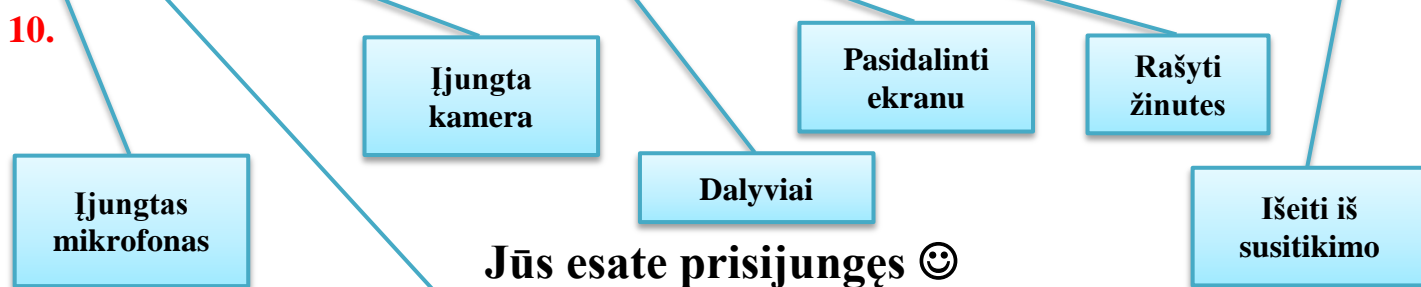 10.
Įjungta
kamera
Pasidalinti
ekranu
Rašyti
žinutes
Įjungtas
mikrofonas
Dalyviai
Išeiti iš
susitikimo
Jūs esate prisijungęs ☺